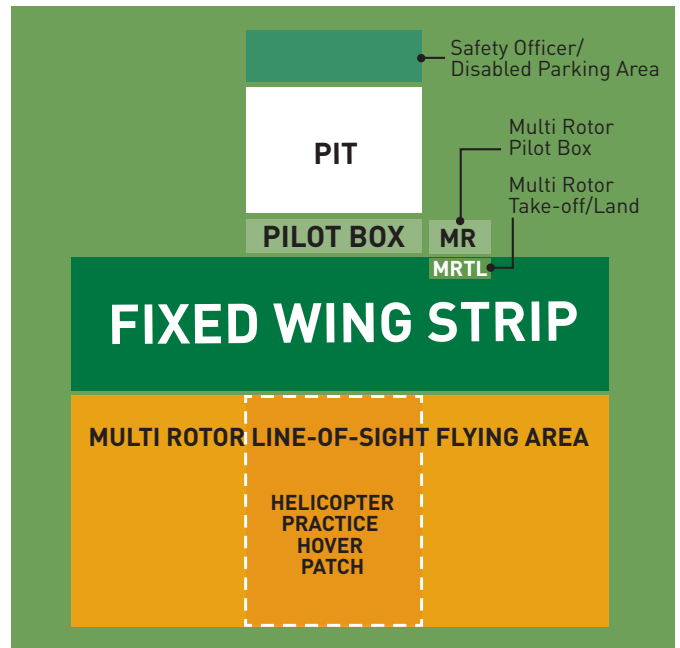 Safety Officer/
Disabled Parking Area
PIT
Multi Rotor
Pilot Box
Multi Rotor
Take-off/Land
PILOT BOX
MR
MRTL
FIXED WING STRIP
MULTI ROTOR LINE-OF-SIGHT FLYING AREA
HELICOPTER
PRACTICE
HOVER
PATCH